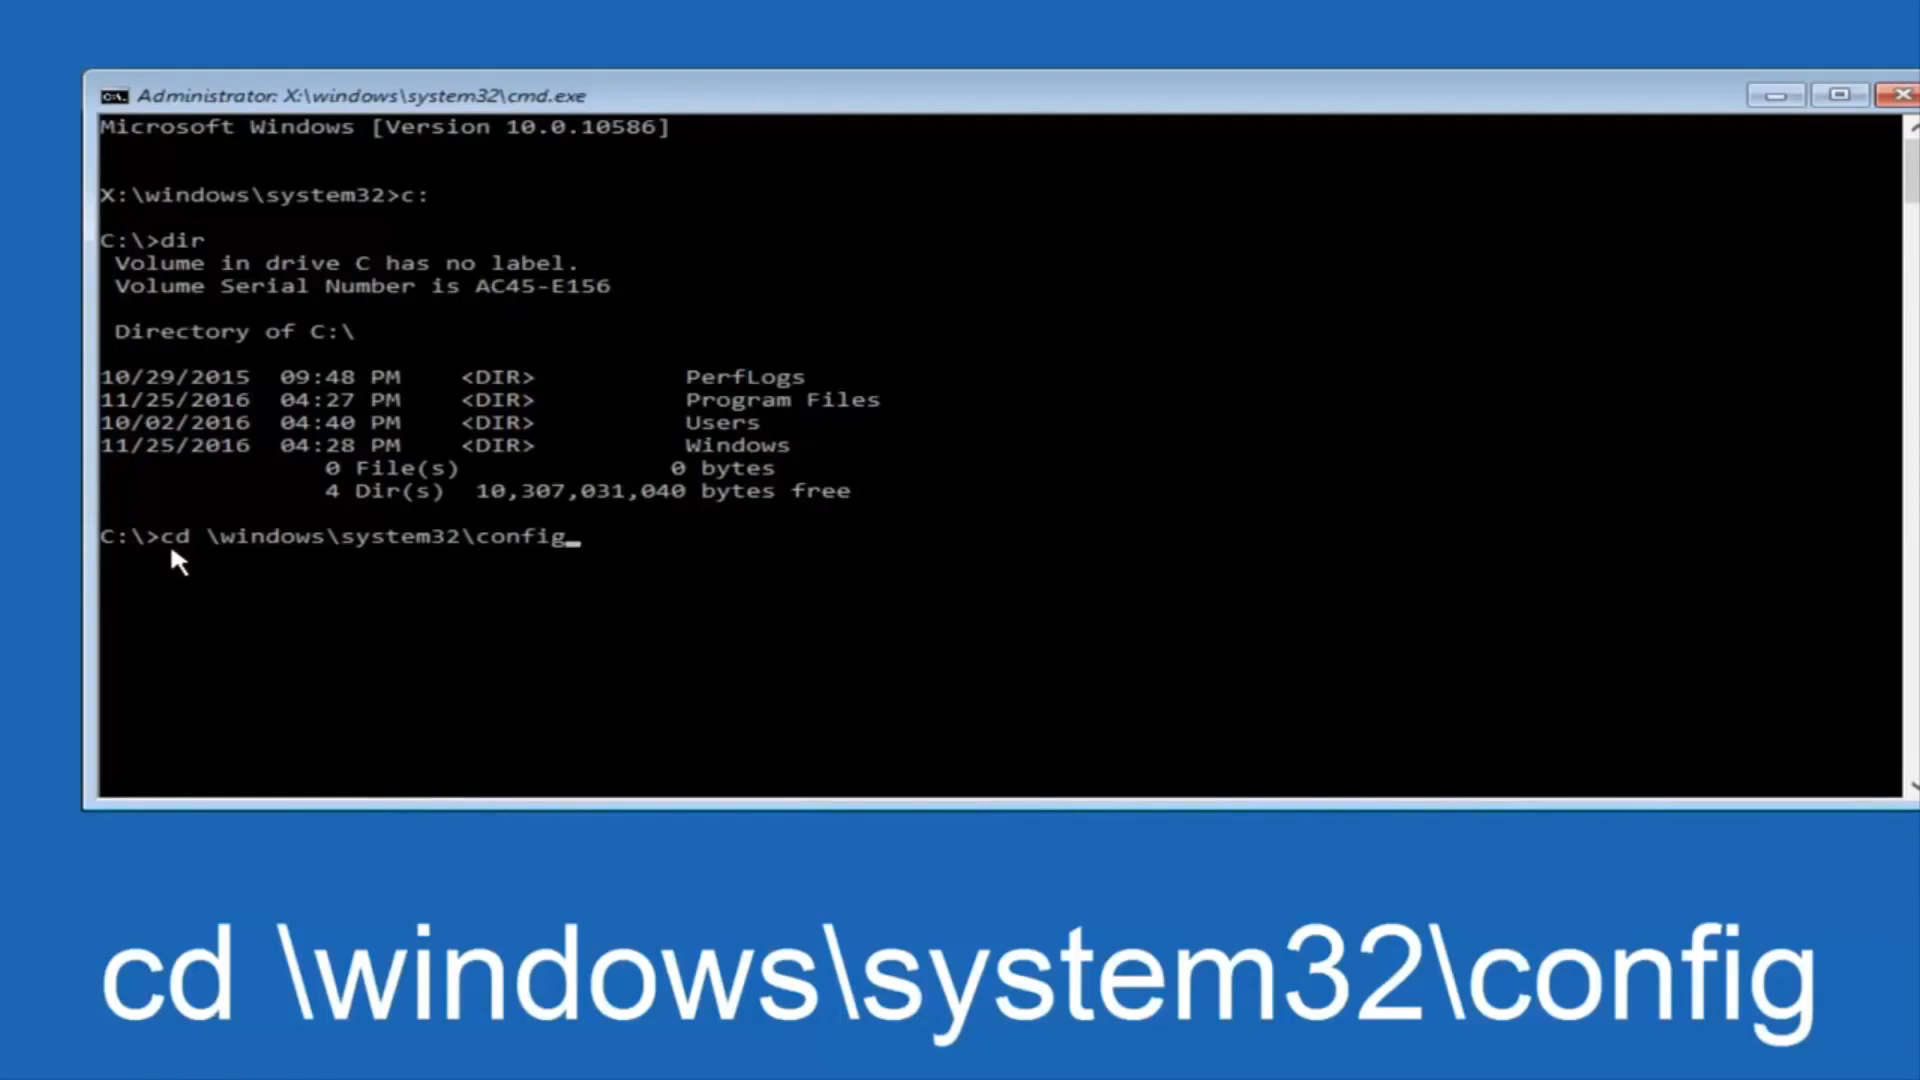 Administrator: X:\windows\system32\cmd.exe
Microsoft Windows [Version 10.0.10586]
X:\windows\system32>c:
C:\>dir
Volume in drive C has no label.
Volume Serial Number is AC45-E156
Directory of C:\
10/29/2015 09:48 PM <DIR> PerfLogs
11/25/2016 04:27 PM <DIR> Program Files
10/02/2016 04:40 PM <DIR> Users
11/25/2016 04:28 PM <DIR> Windows
0 File(s) 0 bytes
4 Dir(s) 10,307,031,040 bytes free
C:\>cd \windows\system32\config_
cd \windows\system32\config